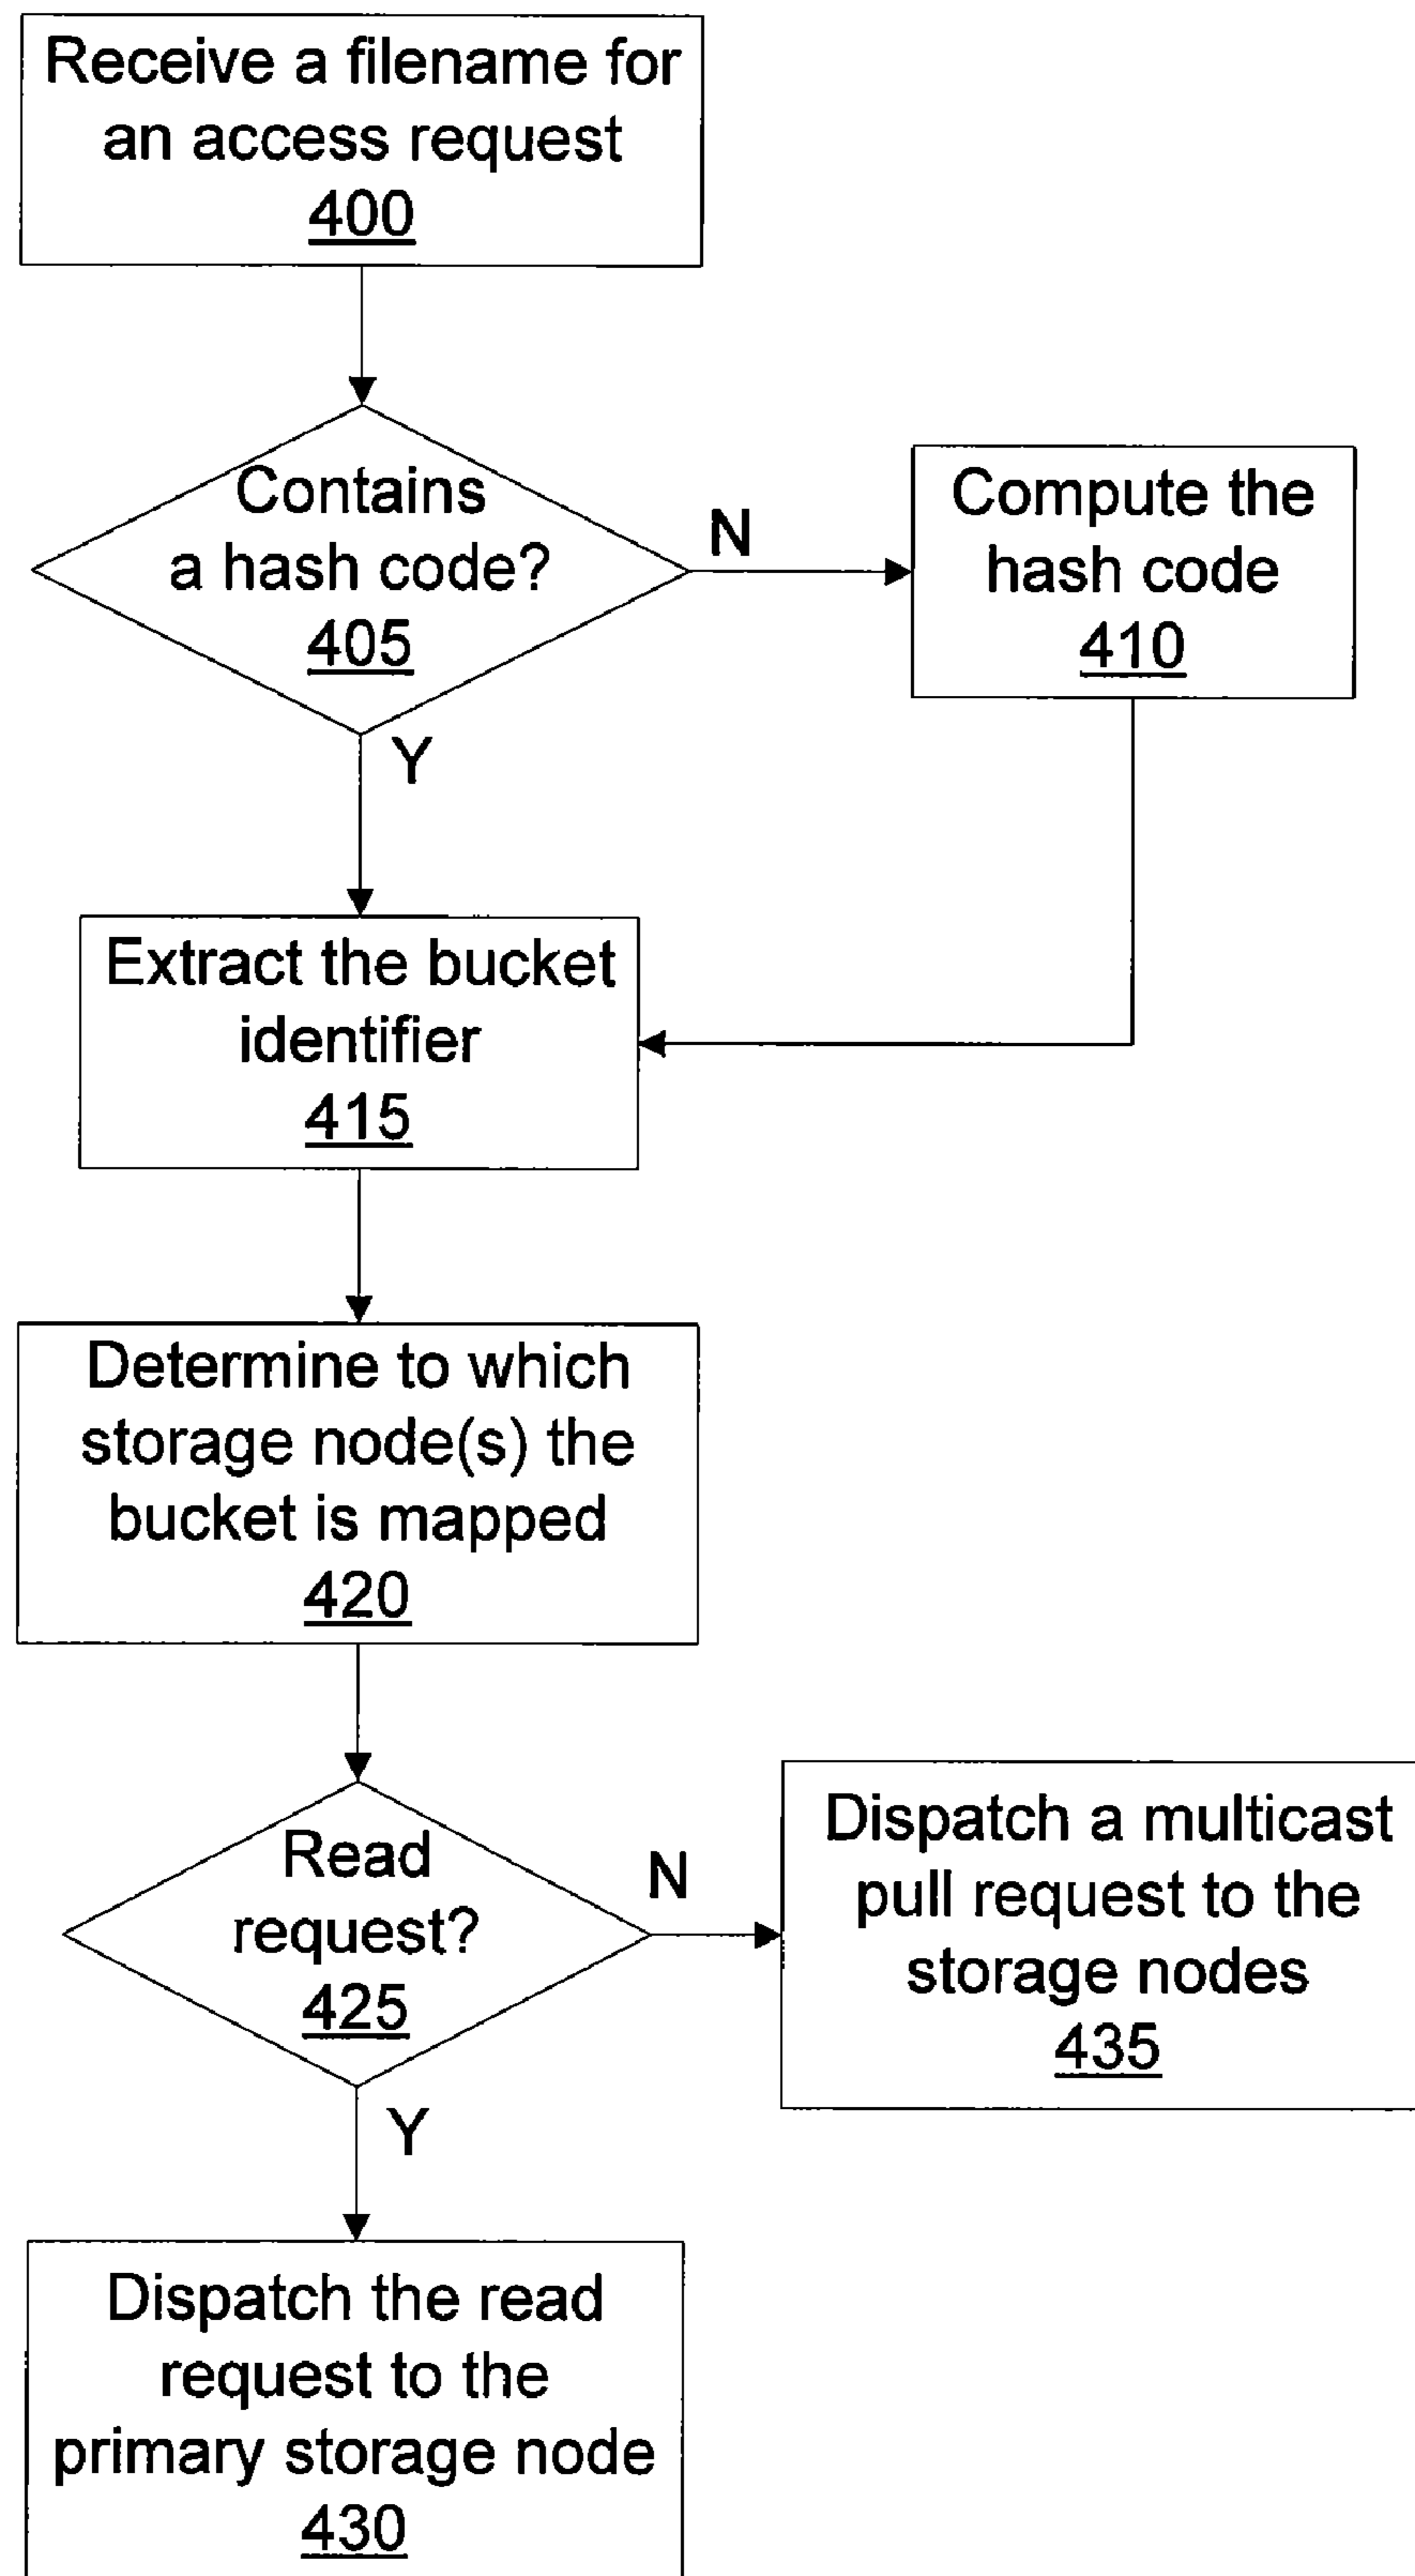 Receive a filename for
an access request
400
Contains
a hash code?
405
N
Compute the
hash code
410
Y
Extract the bucket
identifier
415
Determine to which
storage node(s) the
bucket is mapped
420
Read
request?
425
N
Dispatch a multicast
pull request to the
storage nodes
435
Y
Dispatch the read
request to the
primary storage node
430